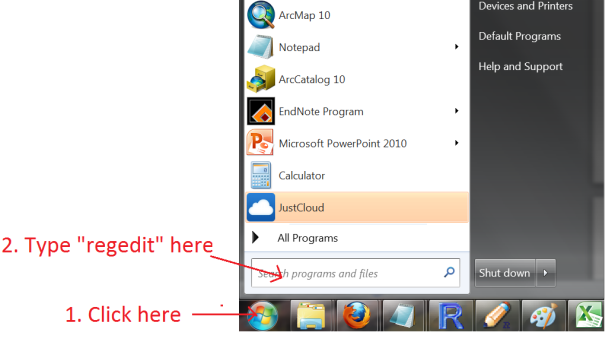 ArcMap 10
Notepad
ArcCatalog 10
EndNote Program
Microsoft PowerPoint 2010
Calculator
JustCloud
All Programs
Search programs and files
Devices and Printers
Default Programs
Help and Support
Shut down
2. Type "regedit" here
1. Click here